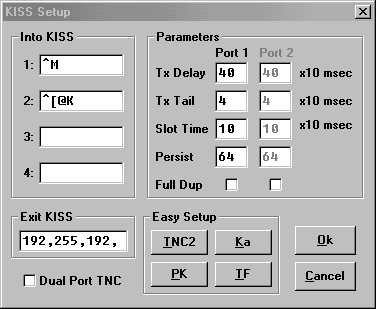 KISS Setup
Into KISS
1: ^M
2: ^[@K
3:
4:
Parameters
Port 1 Port 2
Tx Delay 40 40 x10 msec
Tx Tail 4 4 x10 msec
Slot Time 10 10 x10 msec
Persist 64 64
Full Dup
Exit KISS
192,255,192,
Dual Port TNC
Easy Setup
TNC2 Ka
PK TF
Ok
Cancel